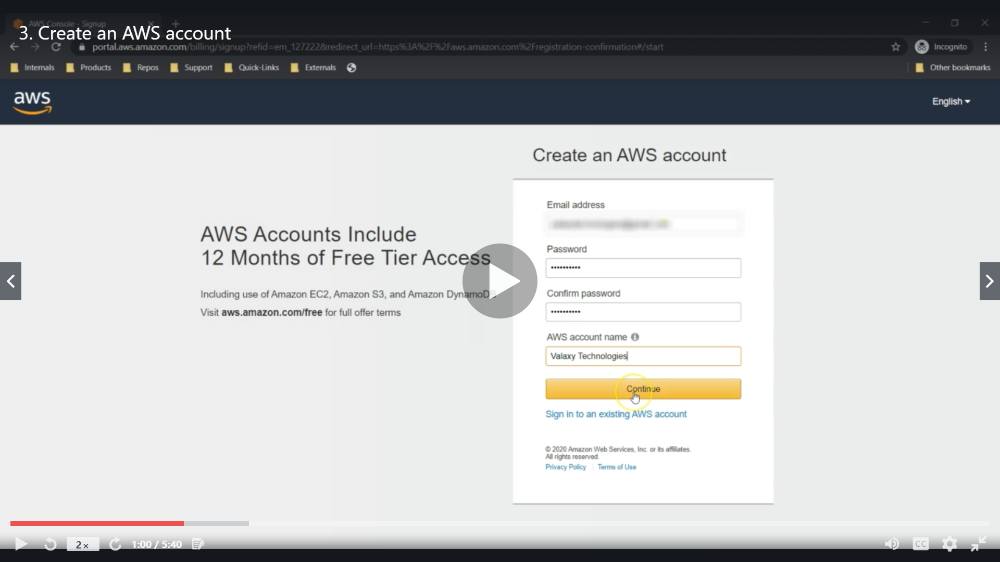 AWS Console - Signup
3. Create an AWS account
portal.aws.amazon.com/billing/signup?refid=em_127222&redirect_url=https%3A%2F%2Faws.amazon.com%2Fregistration-confirmation#/start
Incognito
Internals
Products
Repos
Support
Quick-Links
Externals
Other bookmarks
aws
English
Create an AWS account
AWS Accounts Include
12 Months of Free Tier Access
Including use of Amazon EC2, Amazon S3, and Amazon DynamoDB
Visit aws.amazon.com/free for full offer terms
Email address
Password
••••••••••
Confirm password
••••••••••
AWS account name
Valaxy Technologies
Continue
Sign in to an existing AWS account
© 2020 Amazon Web Services, Inc. or its affiliates.
All rights reserved.
Privacy Policy | Terms of Use
2x
1:00 / 5:40
CC